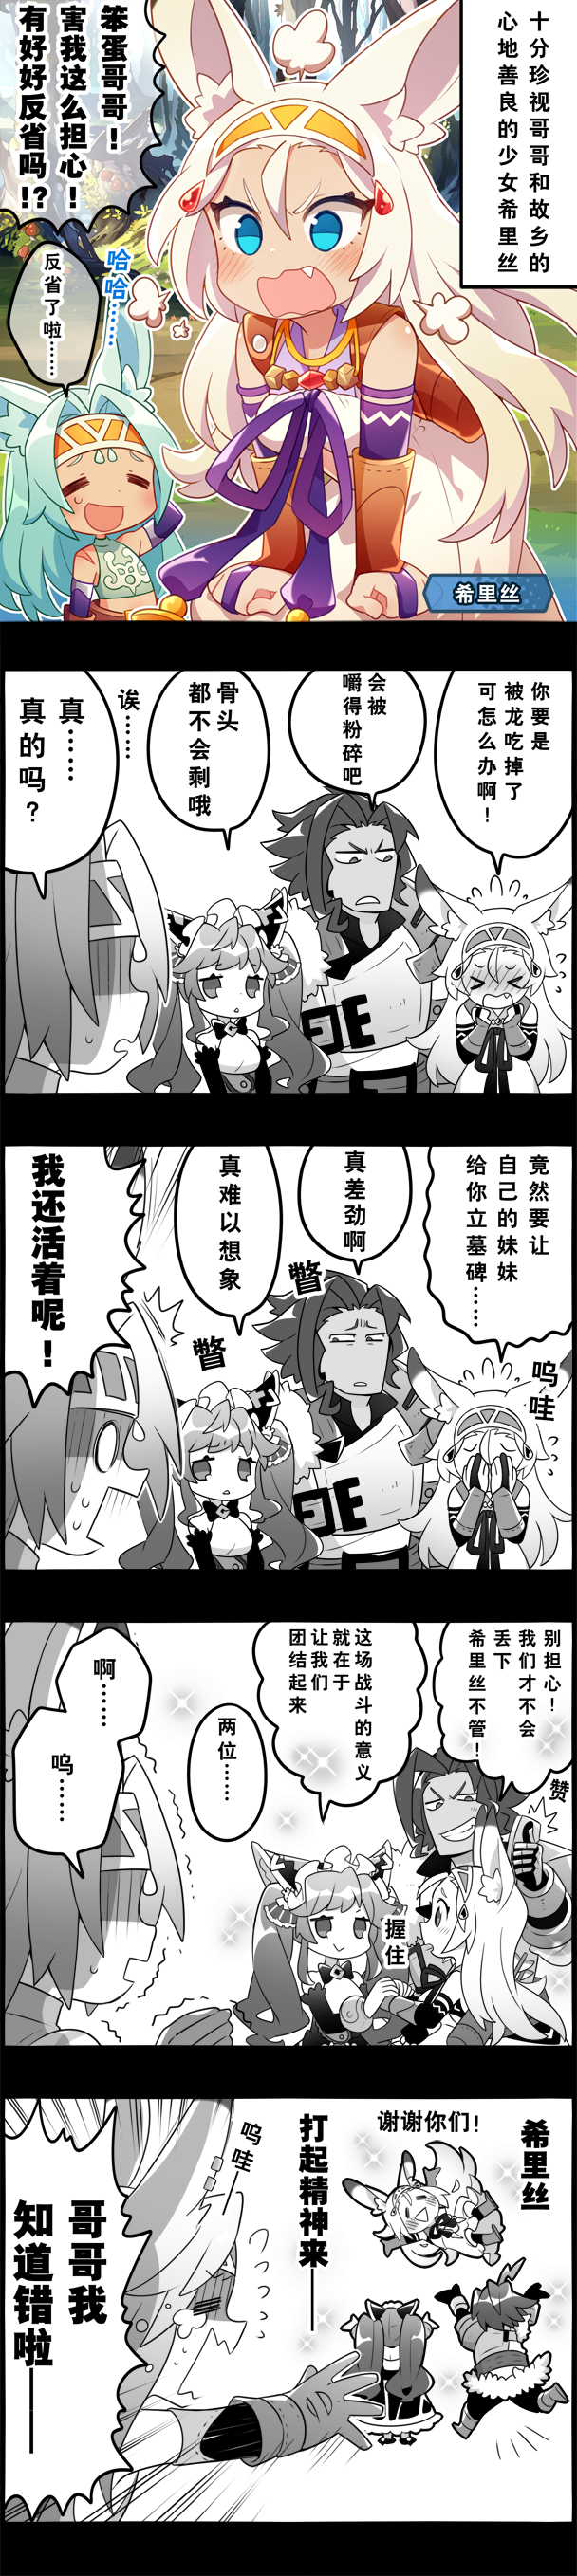 十分珍视哥哥和故乡的
心地善良的少女希里丝
笨蛋哥哥！
害我这么担心！
有好好反省吗!?
哈哈……
反省了啦……
希里丝
你要是
被龙吃掉了
可怎么办啊！
会被
嚼得粉碎吧
骨头
都不会剩哦
诶……
真……
真的吗？
竟然要让
自己的妹妹
给你立墓碑……
呜哇
真差劲啊
瞥
真难以想象
瞥
我还活着呢！
别担心！
我们才不会
丢下
希里丝不管！
赞
这场战斗的意义
就在于
让我们
团结起来
两位……
握住
啊……
呜……
希里丝
谢谢你们！
打起精神来——
呜哇——
哥哥我
知道错啦——